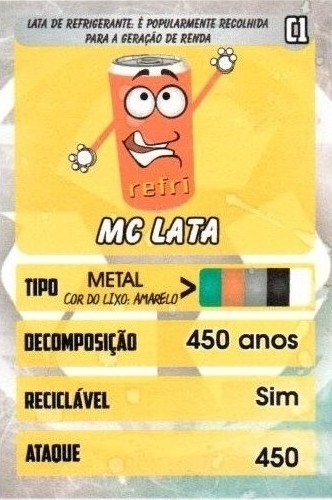 LATA DE REFRIGERANTE: É POPULARMENTE RECOLHIDA
PARA A GERAÇÃO DE RENDA
C1
refri
MC LATA
TIPO METAL >
COR DO LIXO: AMARELO
DECOMPOSIÇÃO 450 anos
RECICLÁVEL Sim
ATAQUE 450